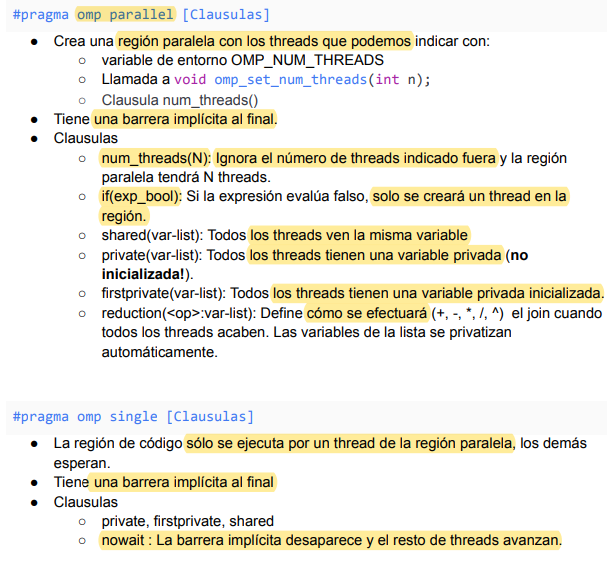 #pragma omp parallel [Clausulas]
● Crea una región paralela con los threads que podemos indicar con:
○ variable de entorno OMP_NUM_THREADS
○ Llamada a void omp_set_num_threads(int n);
○ Clausula num_threads()
● Tiene una barrera implícita al final.
● Clausulas
○ num_threads(N): Ignora el número de threads indicado fuera y la región
paralela tendrá N threads.
○ if(exp_bool): Si la expresión evalúa falso, solo se creará un thread en la
región.
○ shared(var-list): Todos los threads ven la misma variable
○ private(var-list): Todos los threads tienen una variable privada (no
inicializada!).
○ firstprivate(var-list): Todos los threads tienen una variable privada inicializada.
○ reduction(<op>:var-list): Define cómo se efectuará (+, -, *, /, ^) el join cuando
todos los threads acaben. Las variables de la lista se privatizan
automáticamente.
#pragma omp single [Clausulas]
● La región de código sólo se ejecuta por un thread de la región paralela, los demás
esperan.
● Tiene una barrera implícita al final
● Clausulas
○ private, firstprivate, shared
○ nowait : La barrera implícita desaparece y el resto de threads avanzan.